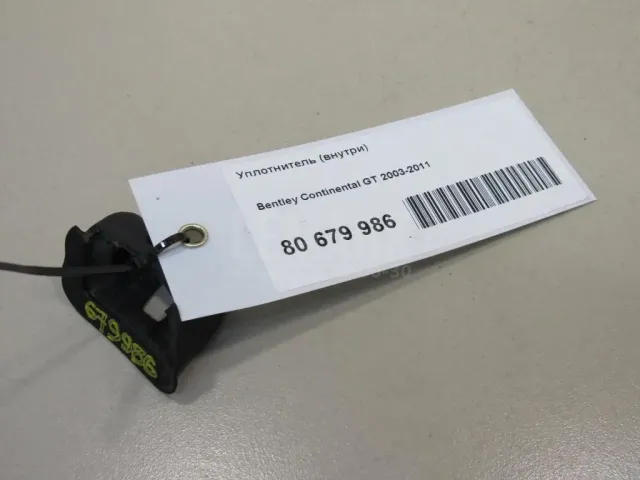 Уплотнитель (внутри)
Bentley Continental GT 2003-2011
80 679 986
679986